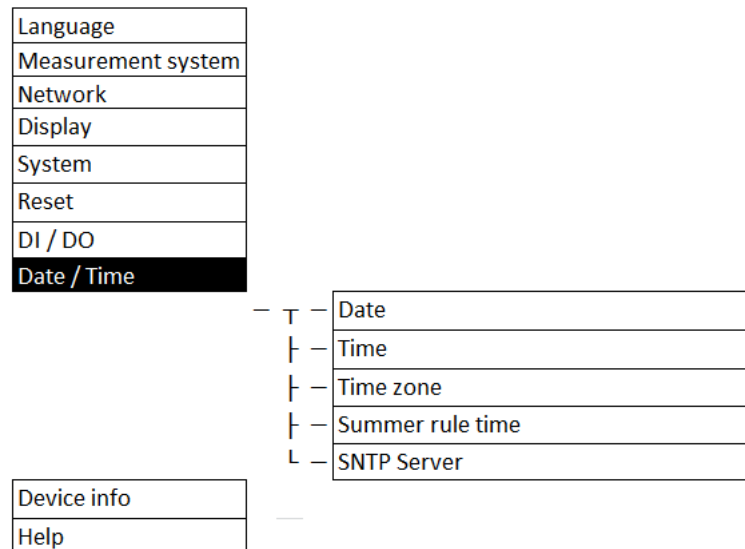 Language
Measurement system
Network
Display
System
Reset
DI / DO
Date / Time
Date
Time
Time zone
Summer rule time
SNTP Server
Device info
Help